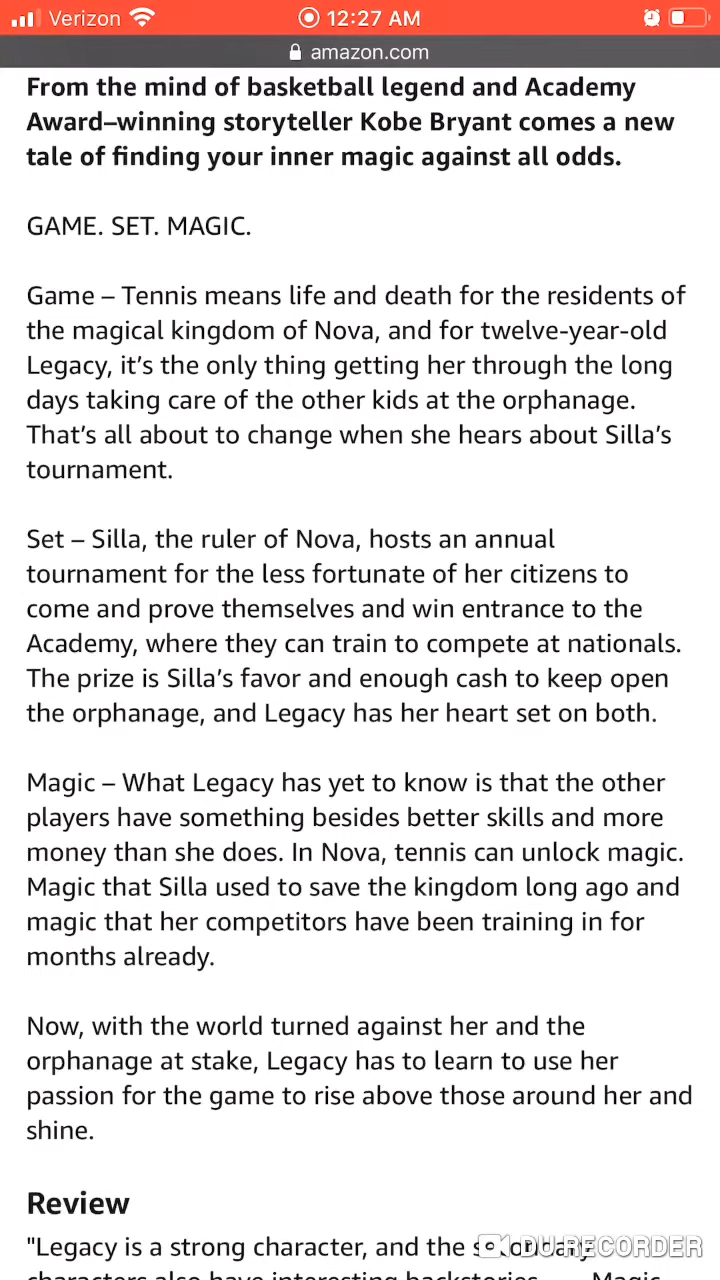 Verizon 12:27 AM
amazon.com
From the mind of basketball legend and Academy
Award–winning storyteller Kobe Bryant comes a new
tale of finding your inner magic against all odds.
GAME. SET. MAGIC.
Game – Tennis means life and death for the residents of
the magical kingdom of Nova, and for twelve-year-old
Legacy, it’s the only thing getting her through the long
days taking care of the other kids at the orphanage.
That’s all about to change when she hears about Silla’s
tournament.
Set – Silla, the ruler of Nova, hosts an annual
tournament for the less fortunate of her citizens to
come and prove themselves and win entrance to the
Academy, where they can train to compete at nationals.
The prize is Silla’s favor and enough cash to keep open
the orphanage, and Legacy has her heart set on both.
Magic – What Legacy has yet to know is that the other
players have something besides better skills and more
money than she does. In Nova, tennis can unlock magic.
Magic that Silla used to save the kingdom long ago and
magic that her competitors have been training in for
months already.
Now, with the world turned against her and the
orphanage at stake, Legacy has to learn to use her
passion for the game to rise above those around her and
shine.
Review
"Legacy is a strong character, and the secondary
DU RECORDER
characters also have interesting backstories. Magic